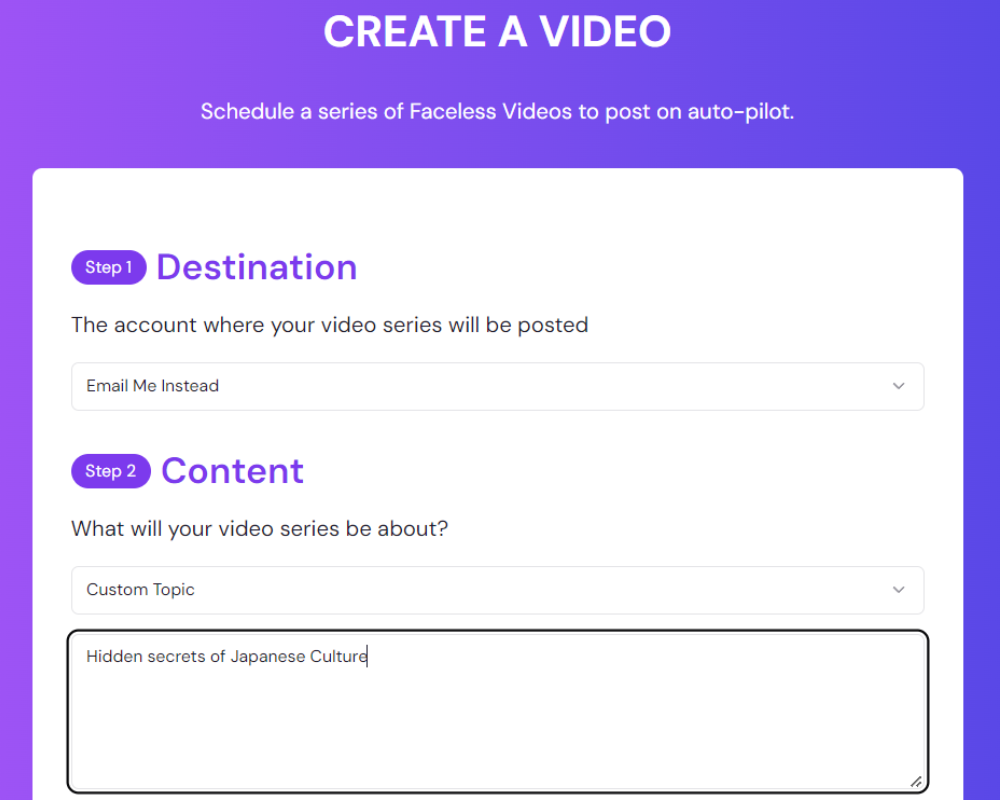 CREATE A VIDEO
Schedule a series of Faceless Videos to post on auto-pilot.
Step 1 Destination
The account where your video series will be posted
Email Me Instead
Step 2 Content
What will your video series be about?
Custom Topic
Hidden secrets of Japanese Culture